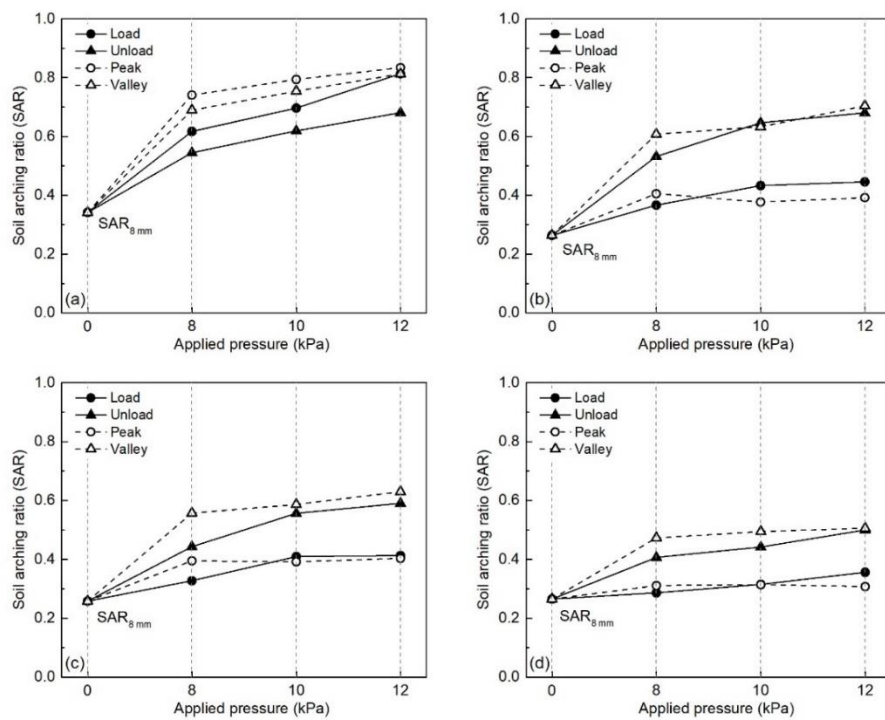 1.0
0.8
0.6
0.4
0.2
0.0
Soil arching ratio (SAR)
Load
Unload
Peak
Valley
SAR8 mm
(a)
0 8 10 12
Applied pressure (kPa)
1.0
0.8
0.6
0.4
0.2
0.0
Soil arching ratio (SAR)
Load
Unload
Peak
Valley
SAR8 mm
(b)
0 8 10 12
Applied pressure (kPa)
1.0
0.8
0.6
0.4
0.2
0.0
Soil arching ratio (SAR)
Load
Unload
Peak
Valley
SAR8 mm
(c)
0 8 10 12
Applied pressure (kPa)
1.0
0.8
0.6
0.4
0.2
0.0
Soil arching ratio (SAR)
Load
Unload
Peak
Valley
SAR8 mm
(d)
0 8 10 12
Applied pressure (kPa)